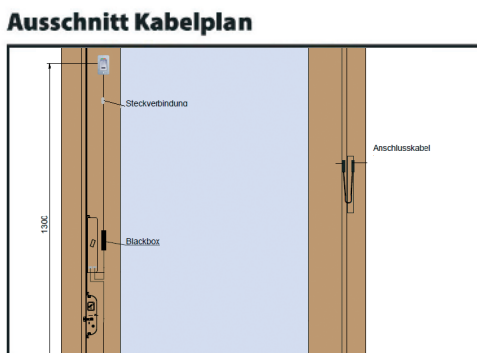 Ausschnitt Kabelplan
Steckverbindung
Anschlusskabel
1300
Blackbox